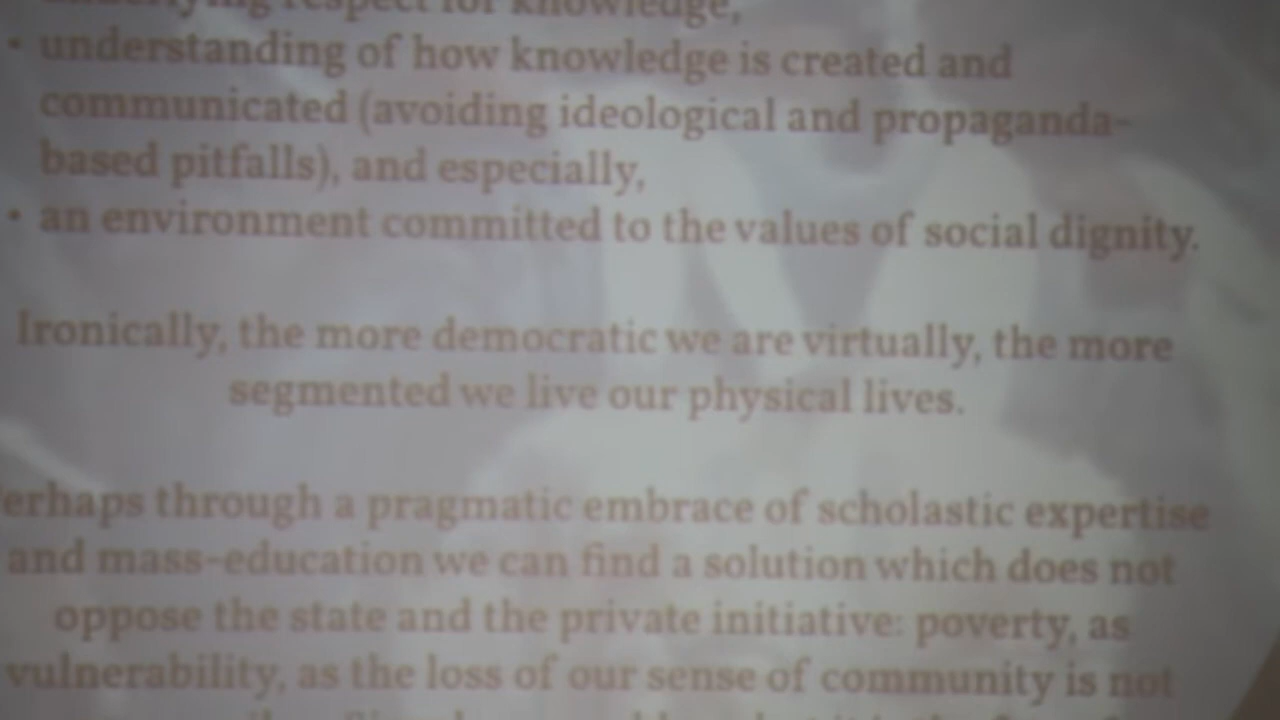 underlying respect for knowledge,
• understanding of how knowledge is created and
communicated (avoiding ideological and propaganda-
based pitfalls), and especially,
• an environment committed to the values of social dignity.
Ironically, the more democratic we are virtually, the more
segmented we live our physical lives.
erhaps through a pragmatic embrace of scholastic expertise
and mass-education we can find a solution which does not
oppose the state and the private initiative: poverty, as
vulnerability, as the loss of our sense of community is not